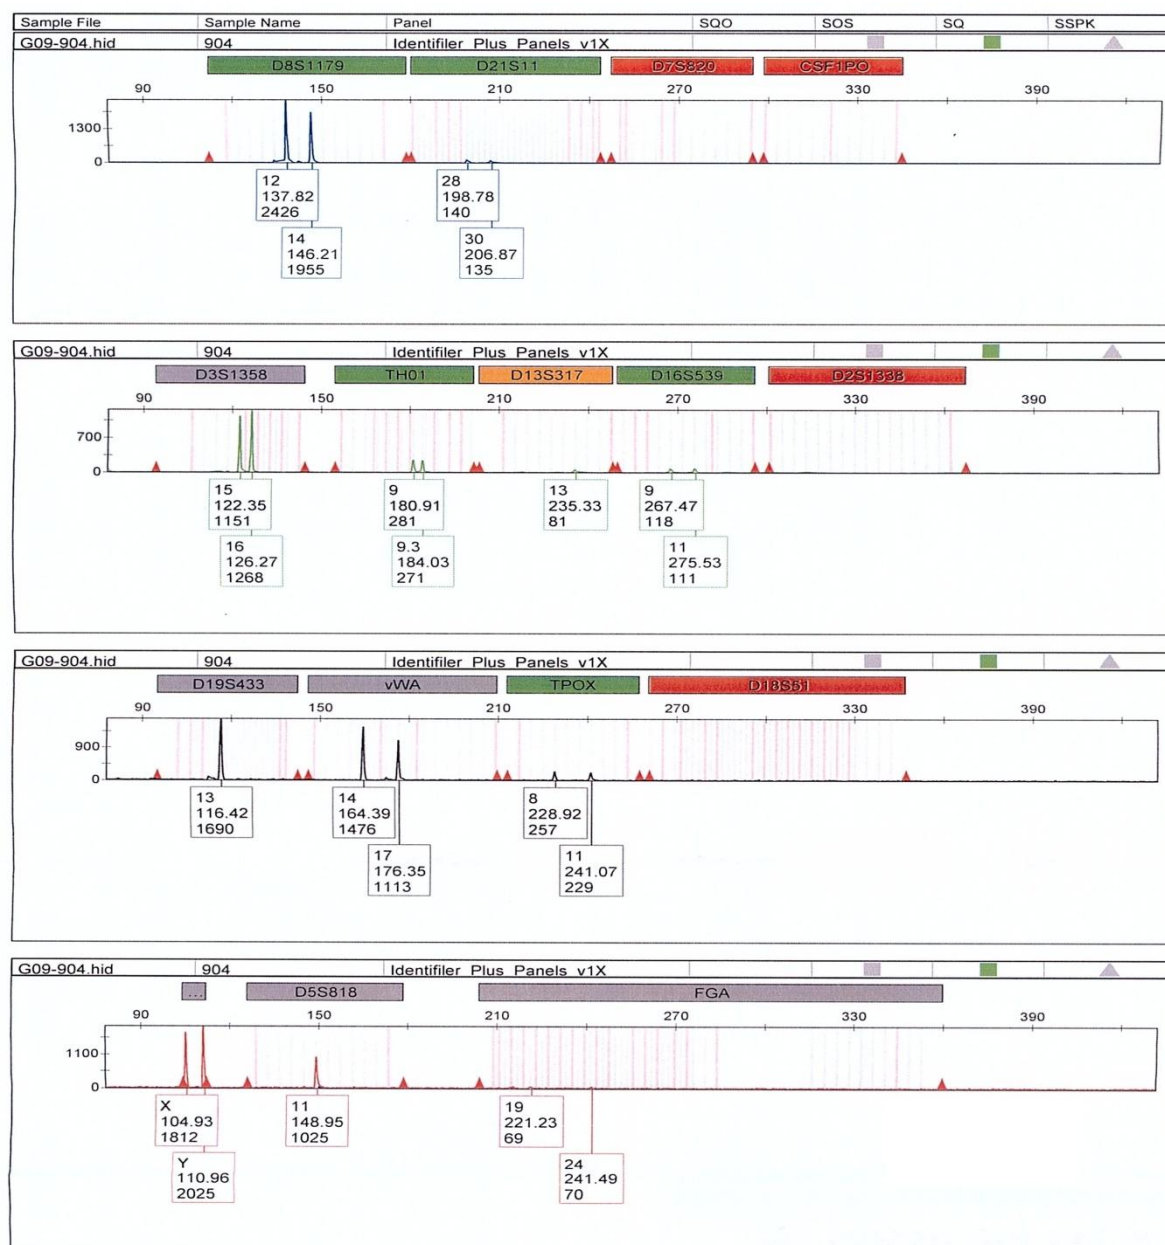 Sample File Sample Name Panel SQO SOS SQ SSPK
G09-904.hid 904 Identifiler Plus Panels v1X
D8S1179 D21S11 D7S820 CSF1PO
90 150 210 270 330 390
1300
0
12 28
137.82 198.78
2426 140
14 30
146.21 206.87
1955 135
G09-904.hid 904 Identifiler Plus Panels v1X
D3S1358 TH01 D13S317 D16S539 D2S1338
90 150 210 270 330 390
700
0
15 9 13 9
122.35 180.91 235.33 267.47
1151 281 81 118
16 9.3 11
126.27 184.03 275.53
1268 271 111
G09-904.hid 904 Identifiler Plus Panels v1X
D19S433 vWA TPOX D18S51
90 150 210 270 330 390
900
0
13 14 8
116.42 164.39 228.92
1690 1476 257
17 11
176.35 241.07
1113 229
G09-904.hid 904 Identifiler Plus Panels v1X
... D5S818 FGA
90 150 210 270 330 390
1100
0
X 11 19
104.93 148.95 221.23
1812 1025 69
Y 24
110.96 241.49
2025 70